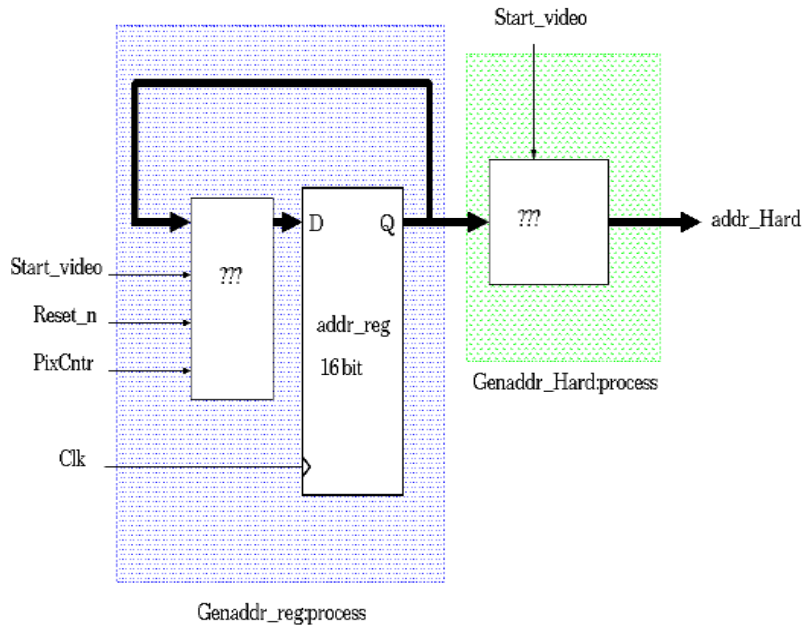 Start_video
D
Q
???
addr_Hard
Start_video
???
Reset_n
addr_reg
PixCntr
16 bit
Genaddr_Hard:process
Clk
Genaddr_reg:process